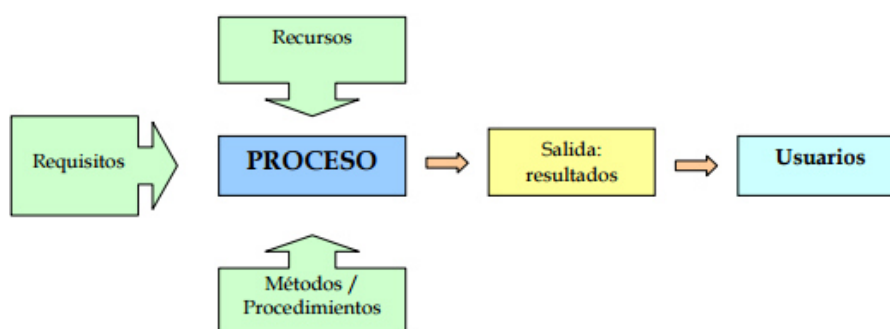 Recursos
Requisitos
PROCESO
Salida:
resultados
Usuarios
Métodos /
Procedimientos